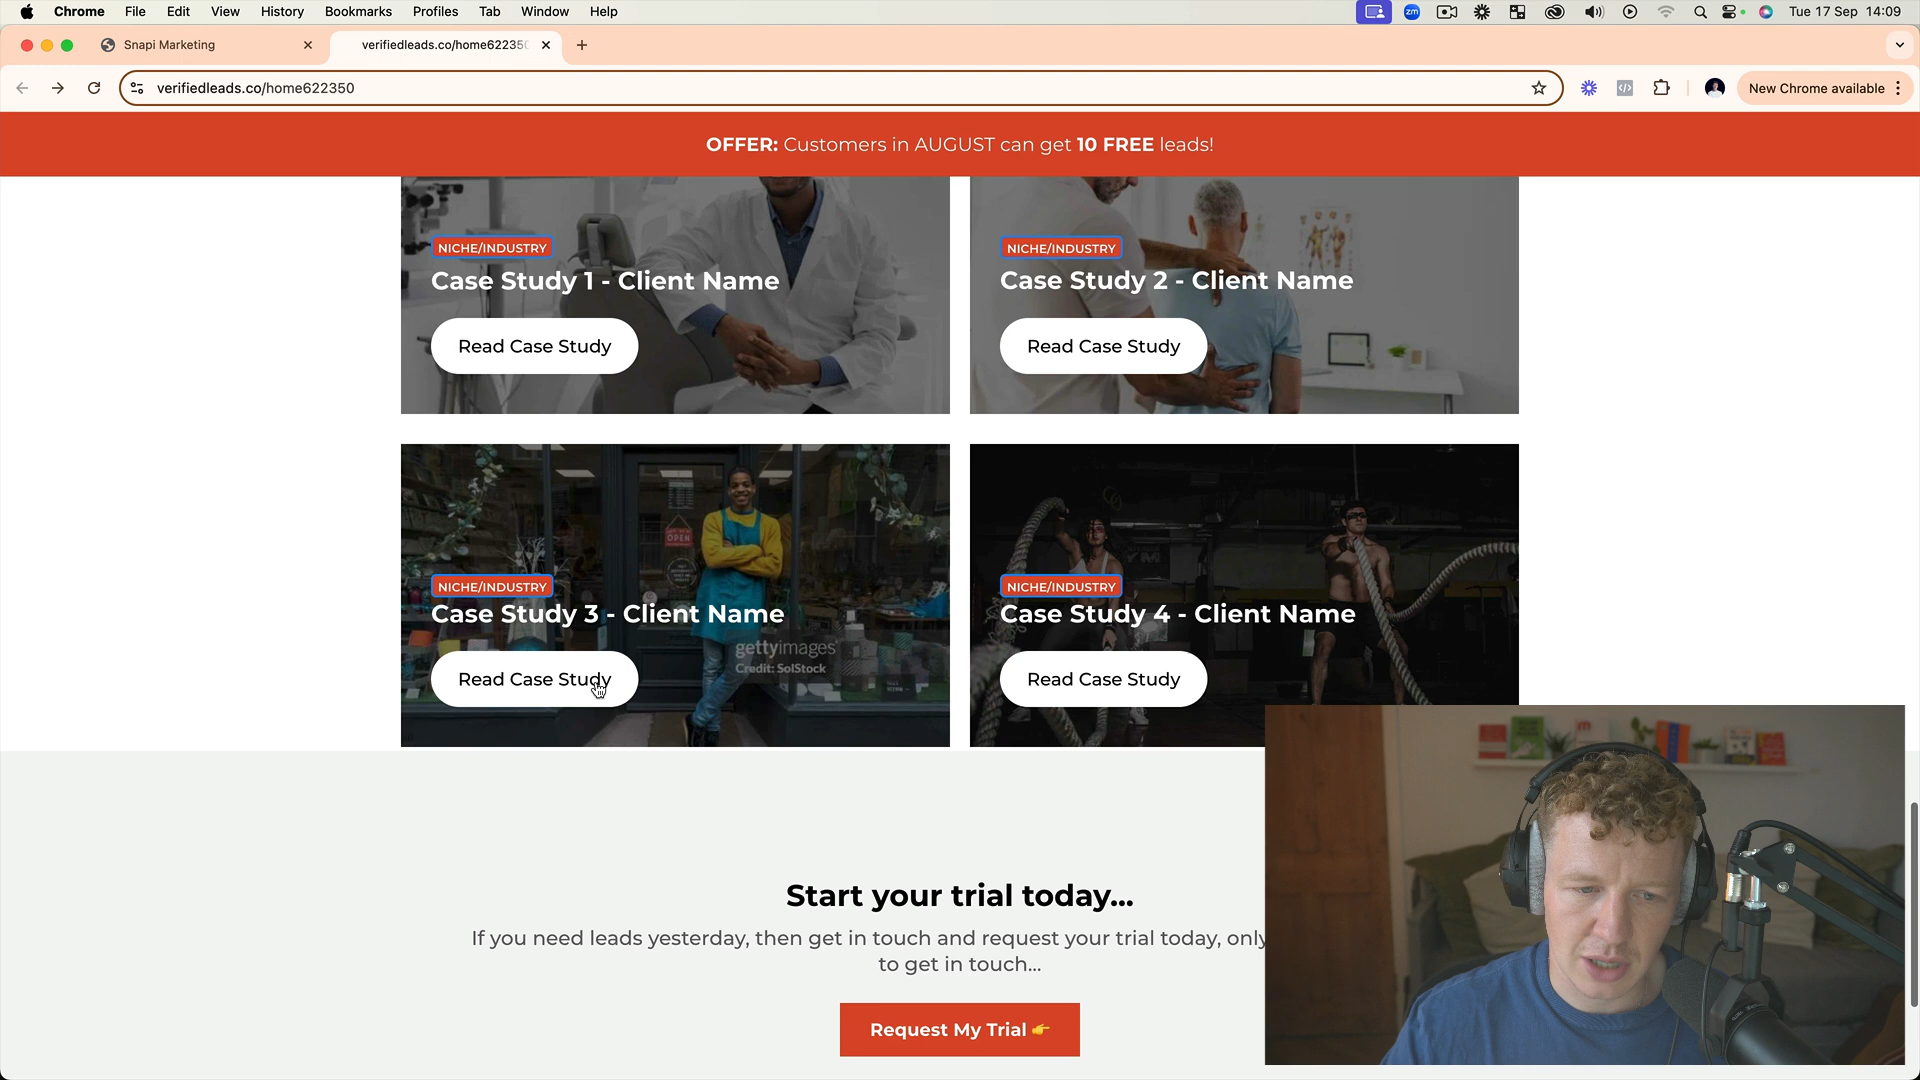 Chrome File Edit View History Bookmarks Profiles Tab Window Help
zm
Tue 17 Sep 14:09
Snapi Marketing
verifiedleads.co/home62235
verifiedleads.co/home622350
New Chrome available
OFFER: Customers in AUGUST can get 10 FREE leads!
NICHE/INDUSTRY
Case Study 1 - Client Name
Read Case Study
NICHE/INDUSTRY
Case Study 2 - Client Name
Read Case Study
OPEN
NICHE/INDUSTRY
Case Study 3 - Client Name
gettyimages
Credit: SolStock
Read Case Study
NICHE/INDUSTRY
Case Study 4 - Client Name
Read Case Study
Start your trial today...
If you need leads yesterday, then get in touch and request your trial today, only
to get in touch...
Request My Trial 👉